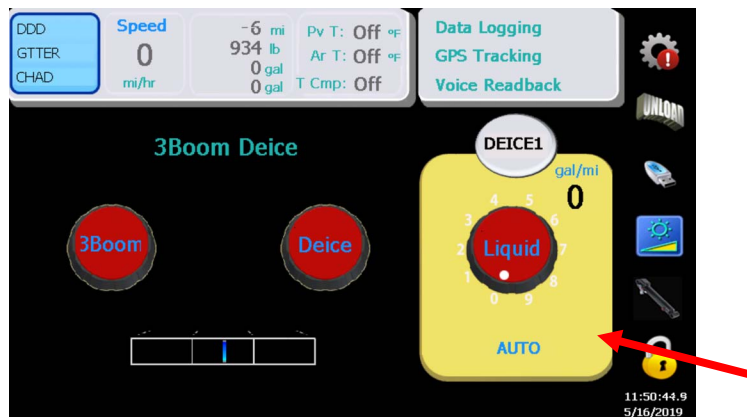 DDD
GTTER
CHAD
Speed
0
mi/hr
-6 mi
934 lb
0 gal
0 gal
Pv T: Off ºF
Ar T: Off ºF
T Cmp: Off
Data Logging
GPS Tracking
Voice Readback
UNLOAD
3Boom Deice
3Boom
Deice
DEICE1
gal/mi
0
4 5
3 6
2 Liquid 7
1 8
0 9
AUTO
11:50:44.9
5/16/2019